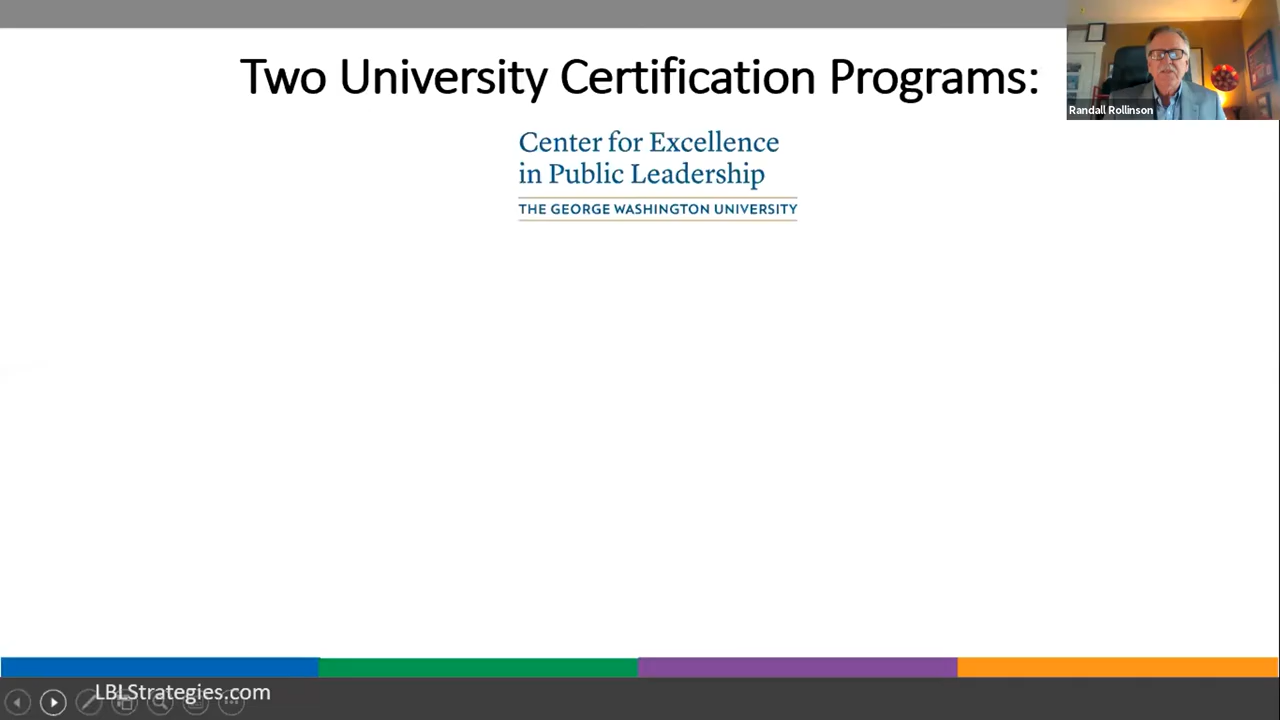 Two University Certification Programs:
Randall Rollinson
Center for Excellence
in Public Leadership
THE GEORGE WASHINGTON UNIVERSITY
LBLStrategies.com